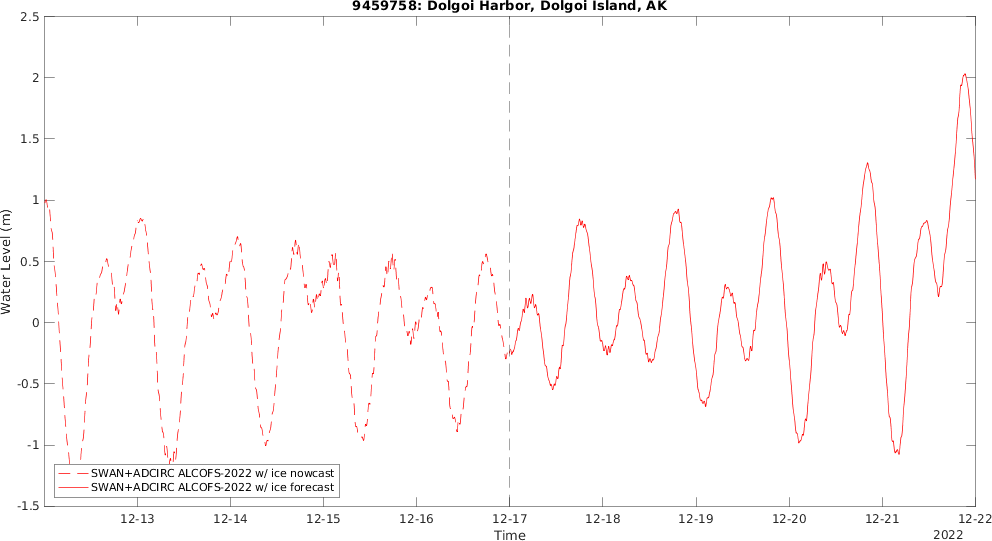 9459758: Dolgoi Harbor, Dolgoi Island, AK
2.5
2
1.5
1
0.5
0
-0.5
-1
-1.5
Water Level (m)
SWAN+ADCIRC ALCOFS-2022 w/ ice nowcast
SWAN+ADCIRC ALCOFS-2022 w/ ice forecast
12-13 12-14 12-15 12-16 12-17 12-18 12-19 12-20 12-21 12-22
Time
2022